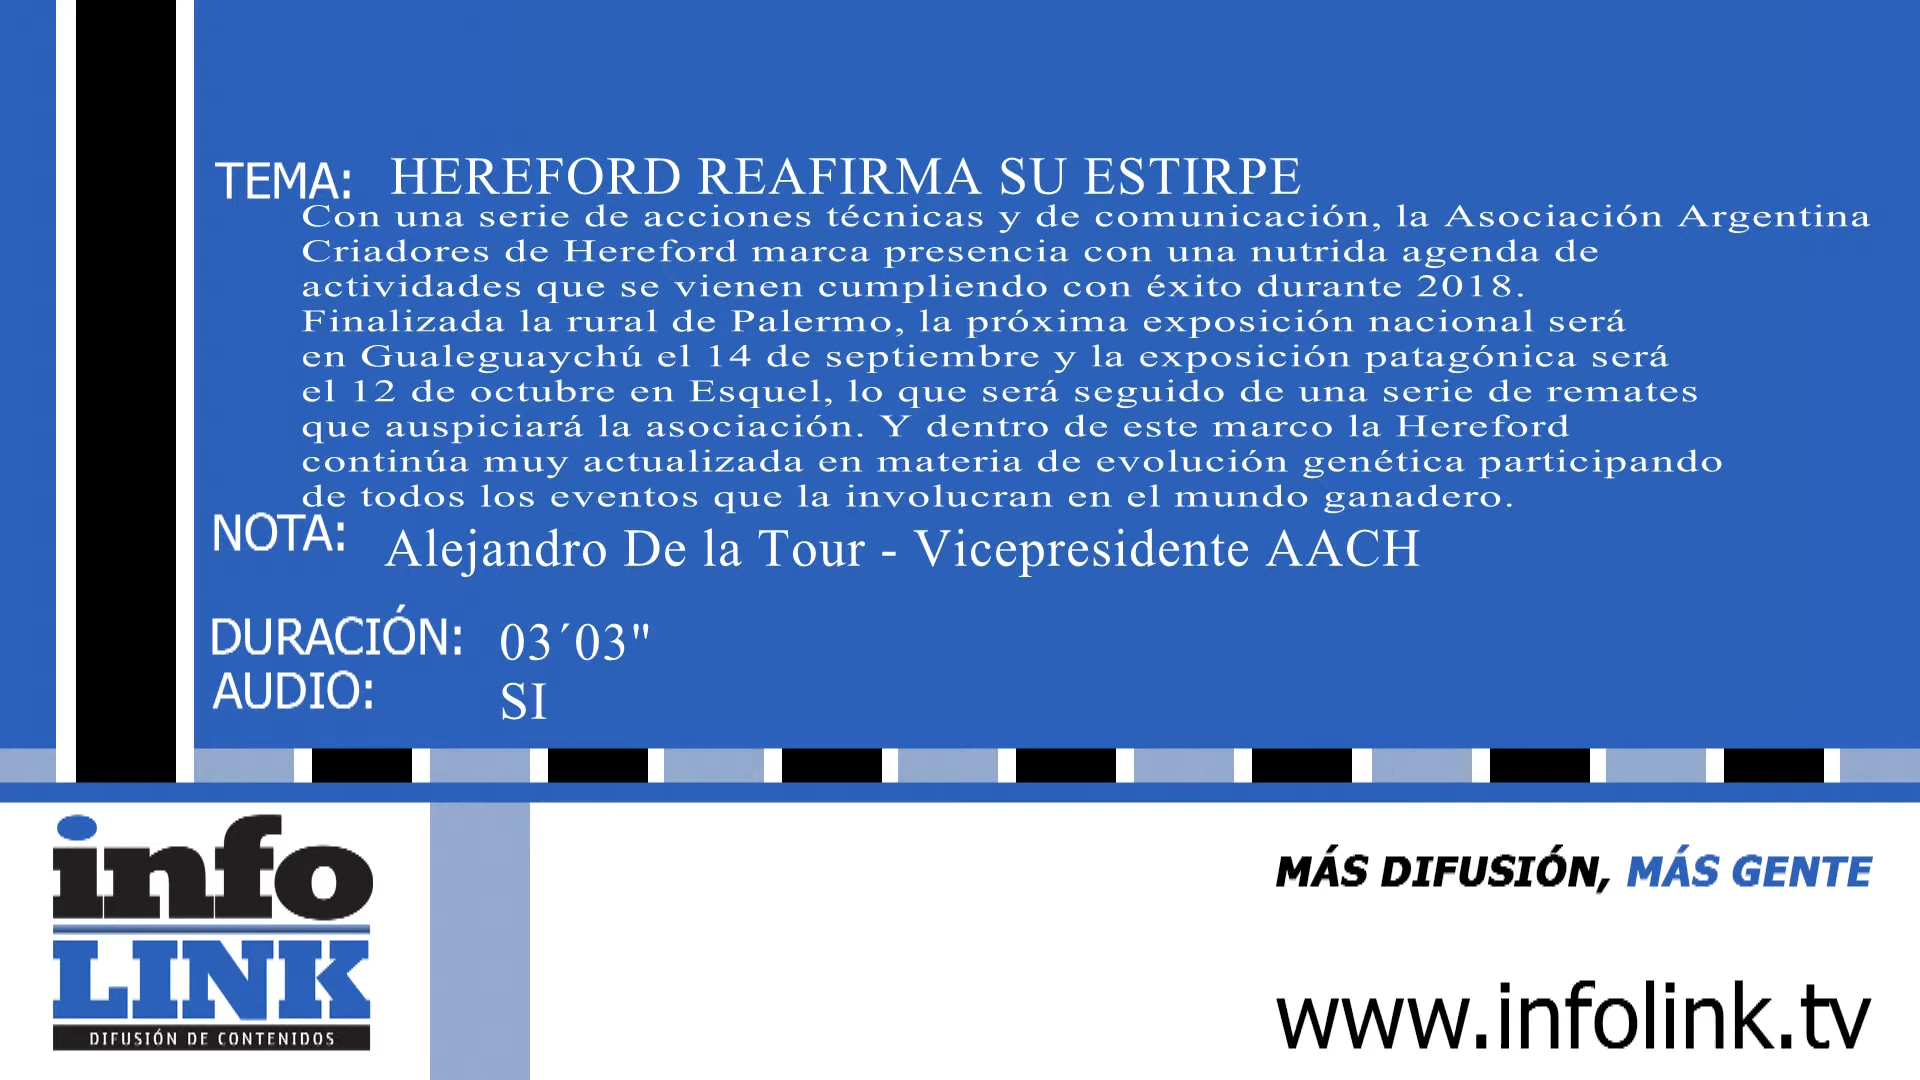 TEMA: HEREFORD REAFIRMA SU ESTIRPE
Con una serie de acciones técnicas y de comunicación, la Asociación Argentina
Criadores de Hereford marca presencia con una nutrida agenda de
actividades que se vienen cumpliendo con éxito durante 2018.
Finalizada la rural de Palermo, la próxima exposición nacional será
en Gualeguaychú el 14 de septiembre y la exposición patagónica será
el 12 de octubre en Esquel, lo que será seguido de una serie de remates
que auspiciará la asociación. Y dentro de este marco la Hereford
continúa muy actualizada en materia de evolución genética participando
de todos los eventos que la involucran en el mundo ganadero.
NOTA: Alejandro De la Tour - Vicepresidente AACH
DURACIÓN: 03´03"
AUDIO: SI
info
LINK
DIFUSIÓN DE CONTENIDOS
MÁS DIFUSIÓN, MÁS GENTE
www.infolink.tv